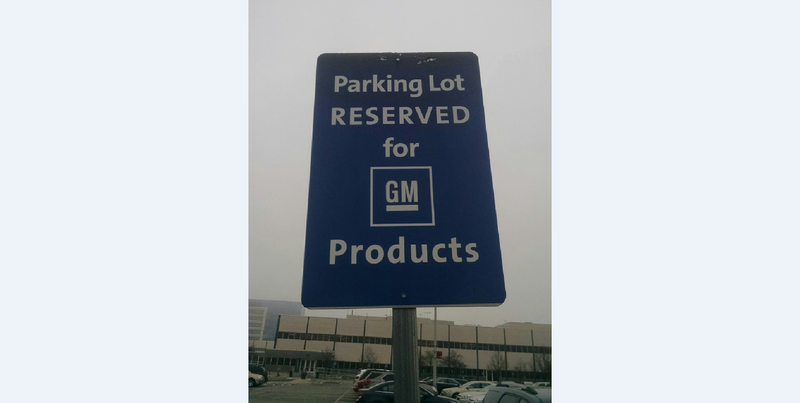 Parking Lot
RESERVED
for
GM
Products